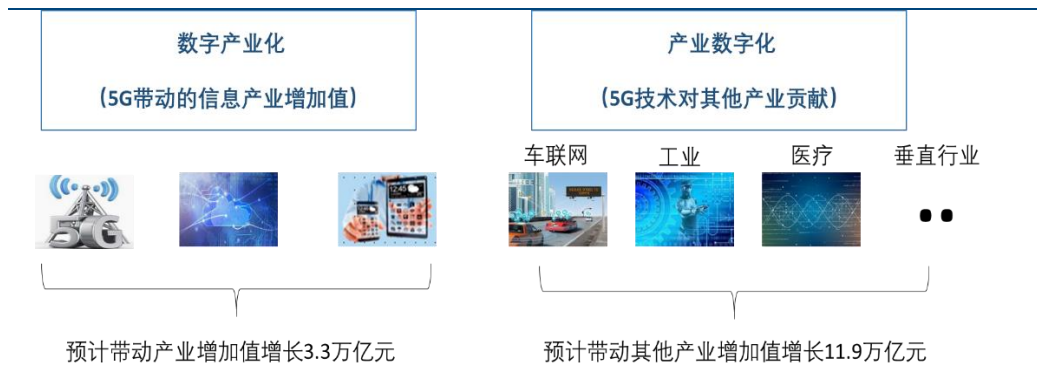 数字产业化
（5G带动的信息产业增加值）
产业数字化
（5G技术对其他产业贡献）
车联网
工业
医疗
垂直行业
5G
12:45
预计带动产业增加值增长3.3万亿元
预计带动其他产业增加值增长11.9万亿元